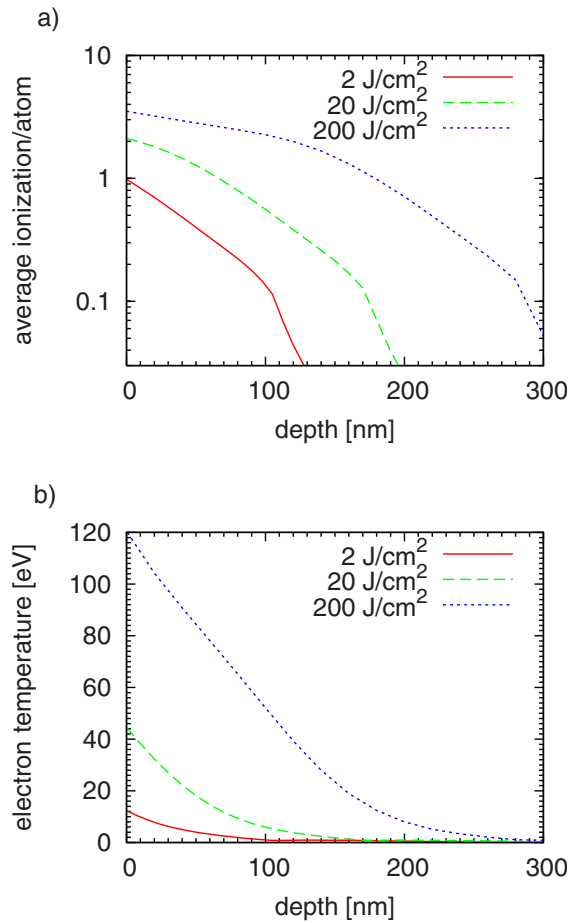 a)
10
1
0.1
average ionization/atom
2 J/cm²
20 J/cm²
200 J/cm²
0 100 200 300
depth [nm]
b)
120
100
80
60
40
20
0
electron temperature [eV]
2 J/cm²
20 J/cm²
200 J/cm²
0 100 200 300
depth [nm]